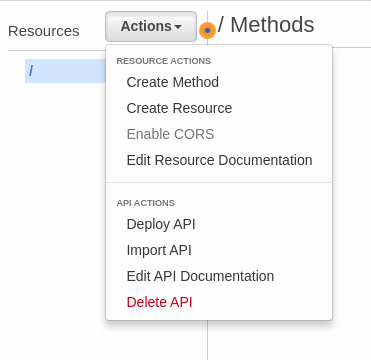 Resources
Actions
/ Methods
/
RESOURCE ACTIONS
Create Method
Create Resource
Enable CORS
Edit Resource Documentation
API ACTIONS
Deploy API
Import API
Edit API Documentation
Delete API